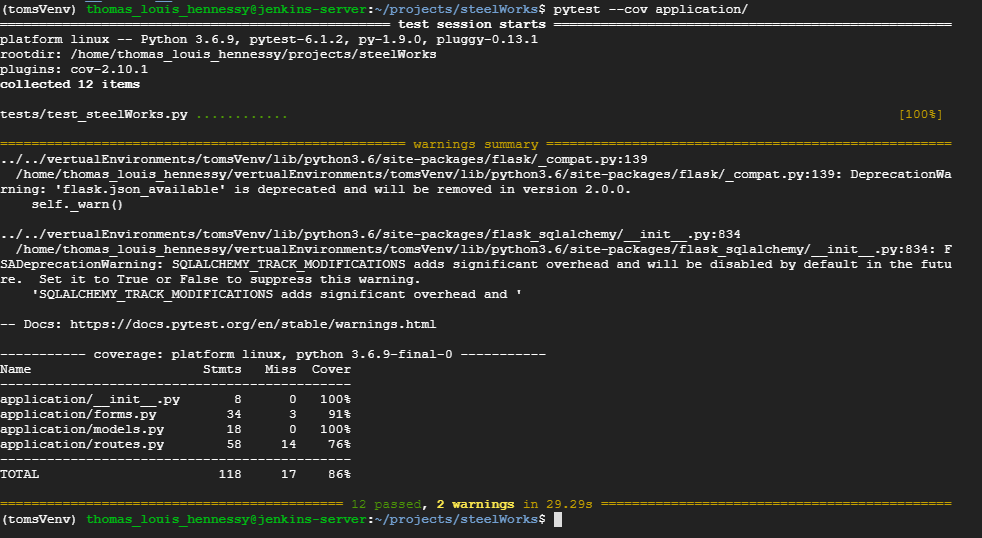 (tomsVenv) thomas_louis_hennessy@jenkins-server:~/projects/steelWorks$ pytest --cov application/
================================================== test session starts ===================================================
platform linux -- Python 3.6.9, pytest-6.1.2, py-1.9.0, pluggy-0.13.1
rootdir: /home/thomas_louis_hennessy/projects/steelWorks
plugins: cov-2.10.1
collected 12 items

tests/test_steelWorks.py ............                                                                              [100%]

==================================================== warnings summary ====================================================
../../vertualEnvironments/tomsVenv/lib/python3.6/site-packages/flask/_compat.py:139
  /home/thomas_louis_hennessy/vertualEnvironments/tomsVenv/lib/python3.6/site-packages/flask/_compat.py:139: DeprecationWa
rning: 'flask.json_available' is deprecated and will be removed in version 2.0.0.
    self._warn()

../../vertualEnvironments/tomsVenv/lib/python3.6/site-packages/flask_sqlalchemy/__init__.py:834
  /home/thomas_louis_hennessy/vertualEnvironments/tomsVenv/lib/python3.6/site-packages/flask_sqlalchemy/__init__.py:834: F
SADeprecationWarning: SQLALCHEMY_TRACK_MODIFICATIONS adds significant overhead and will be disabled by default in the futu
re.  Set it to True or False to suppress this warning.
    'SQLALCHEMY_TRACK_MODIFICATIONS adds significant overhead and '

-- Docs: https://docs.pytest.org/en/stable/warnings.html

----------- coverage: platform linux, python 3.6.9-final-0 -----------
Name                      Stmts   Miss  Cover
---------------------------------------------
application/__init__.py       8      0   100%
application/forms.py         34      3    91%
application/models.py        18      0   100%
application/routes.py        58     14    76%
---------------------------------------------
TOTAL                       118     17    86%

============================================ 12 passed, 2 warnings in 29.29s =============================================
(tomsVenv) thomas_louis_hennessy@jenkins-server:~/projects/steelWorks$